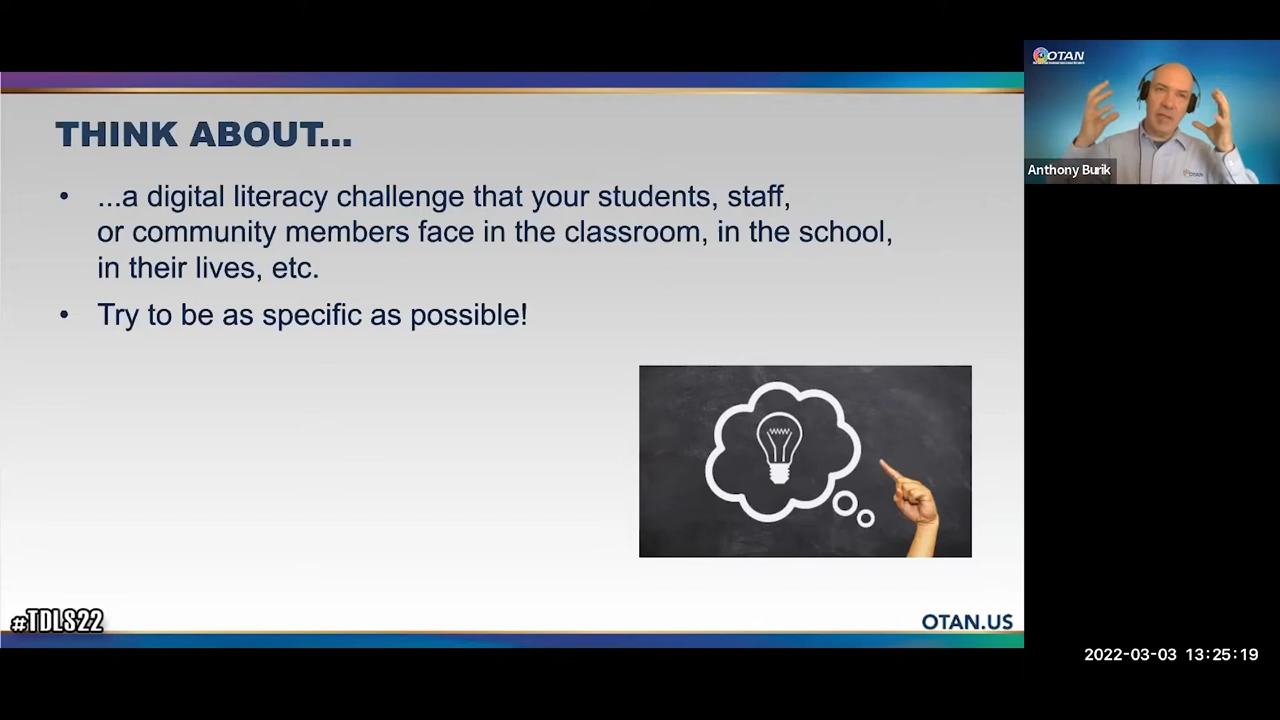 THINK ABOUT...
• ...a digital literacy challenge that your students, staff,
or community members face in the classroom, in the school,
in their lives, etc.
• Try to be as specific as possible!
#TDLS22
OTAN.US
OTAN
Anthony Burik
OTAN
2022-03-03 13:25:19